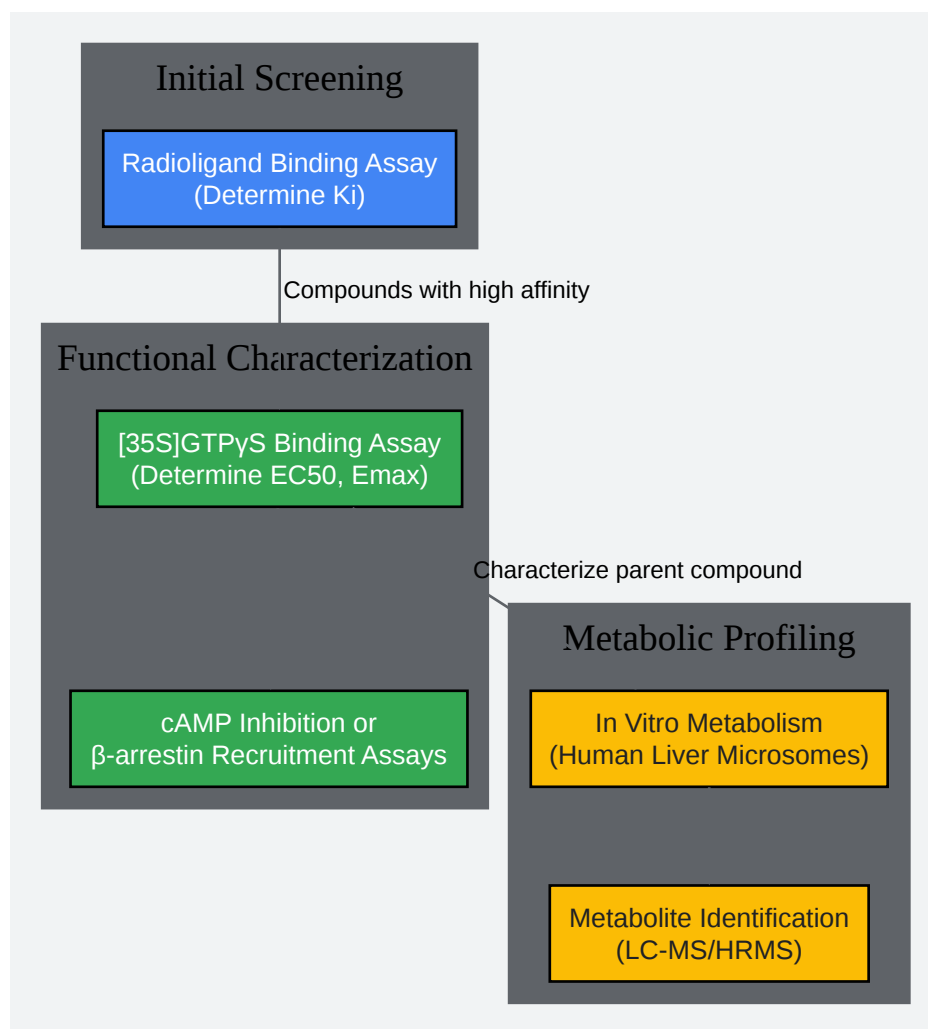 Initial Screening
Radioligand Binding Assay
(Determine Ki)
Compounds with high affinity
Functional Characterization
[35S]GTPγS Binding Assay
(Determine EC50, Emax)
Characterize parent compound
Metabolic Profiling
cAMP Inhibition or
β-arrestin Recruitment Assays
In Vitro Metabolism
(Human Liver Microsomes)
Metabolite Identification
(LC-MS/HRMS)